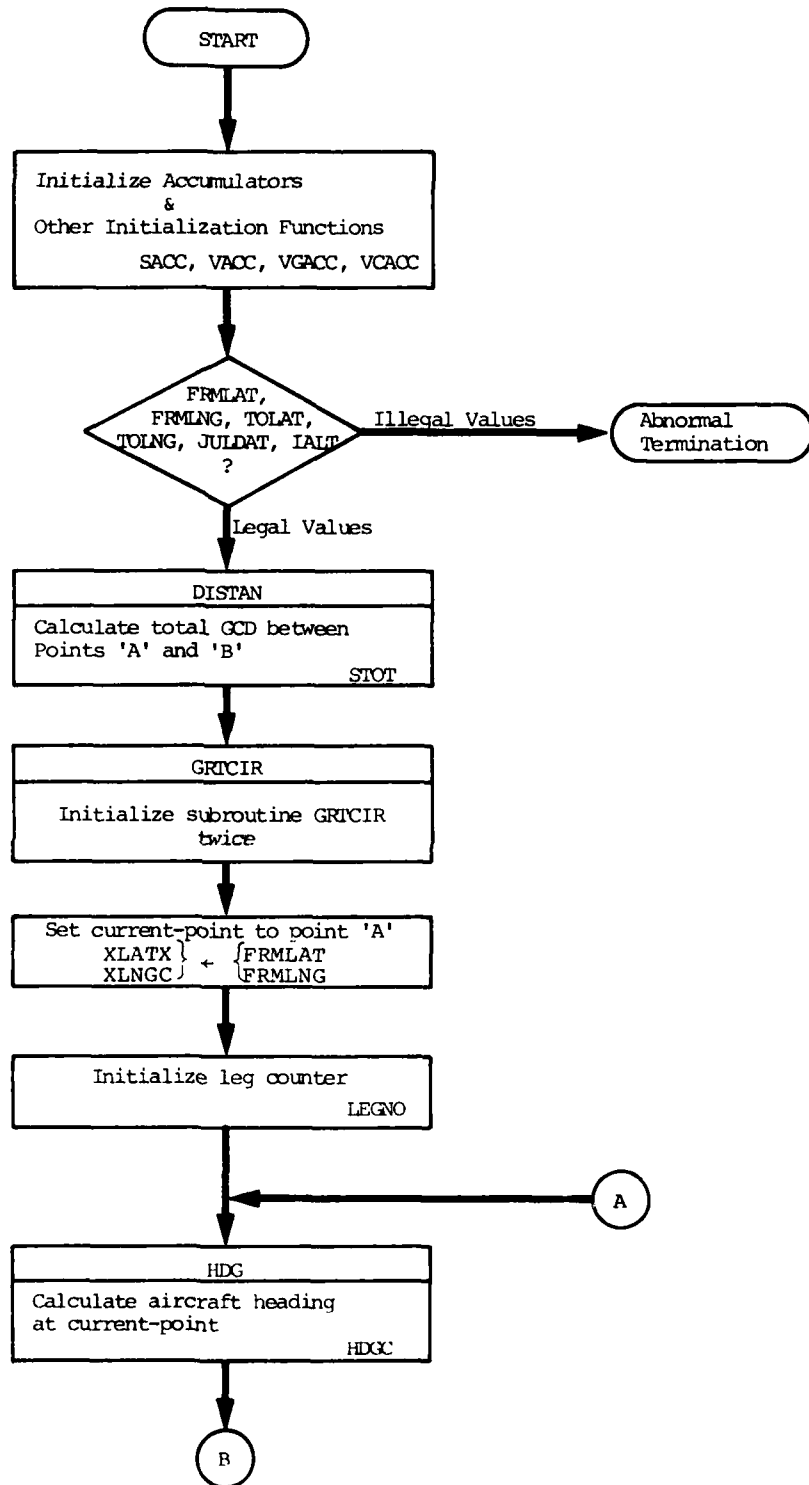 START
Initialize Accumulators
&
Other Initialization Functions
SACC, VACC, VGACC, VCACC
FRMLAT,
FRMLNG, TOLAT,
TOLNG, JULDAT, IALT
?
Illegal Values
Abnormal
Termination
Legal Values
DISTAN
Calculate total GCD between
Points 'A' and 'B'
STOT
GRTCIR
Initialize subroutine GRTCIR
twice
Set current-point to point 'A'
XLATX } ← { FRMLAT
XLNGC } ← { FRMLNG
Initialize leg counter
LEGNO
A
HDG
Calculate aircraft heading
at current-point
HDGC
B